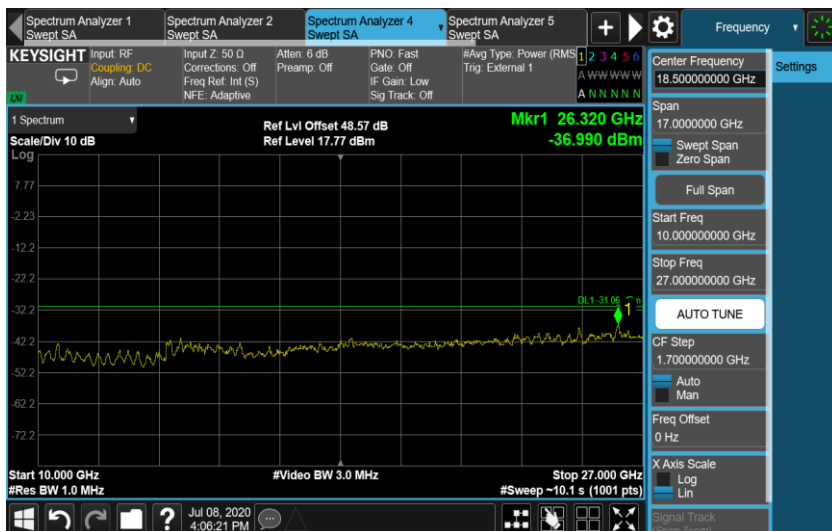 Spectrum Analyzer 1
Swept SA
Spectrum Analyzer 2
Swept SA
Spectrum Analyzer 4
Swept SA
Spectrum Analyzer 5
Swept SA
Frequency
KEYSIGHT
LXI
Input: RF
Coupling: DC
Align: Auto
Input Z: 50 Ω
Corrections: Off
Freq Ref: Int (S)
NFE: Adaptive
Atten: 6 dB
Preamp: Off
PNO: Fast
Gate: Off
IF Gain: Low
Sig Track: Off
#Avg Type: Power (RMS
Trig: External 1
1 2 3 4 5 6
A W W W W W
A N N N N N
1 Spectrum
Scale/Div 10 dB
Log
Ref Lvl Offset 48.57 dB
Ref Level 17.77 dBm
Mkr1 26.320 GHz
-36.990 dBm
7.77
-2.23
-12.2
-22.2
-32.2
-42.2
-52.2
-62.2
-72.2
DL1 -31.06
1
Start 10.000 GHz
#Res BW 1.0 MHz
#Video BW 3.0 MHz
Stop 27.000 GHz
#Sweep ~10.1 s (1001 pts)
Jul 08, 2020
4:06:21 PM
Center Frequency
18.500000000 GHz
Settings
Span
17.0000000 GHz
Swept Span
Zero Span
Full Span
Start Freq
10.000000000 GHz
Stop Freq
27.000000000 GHz
AUTO TUNE
CF Step
1.700000000 GHz
Auto
Man
Freq Offset
0 Hz
X Axis Scale
Log
Lin
Signal Track